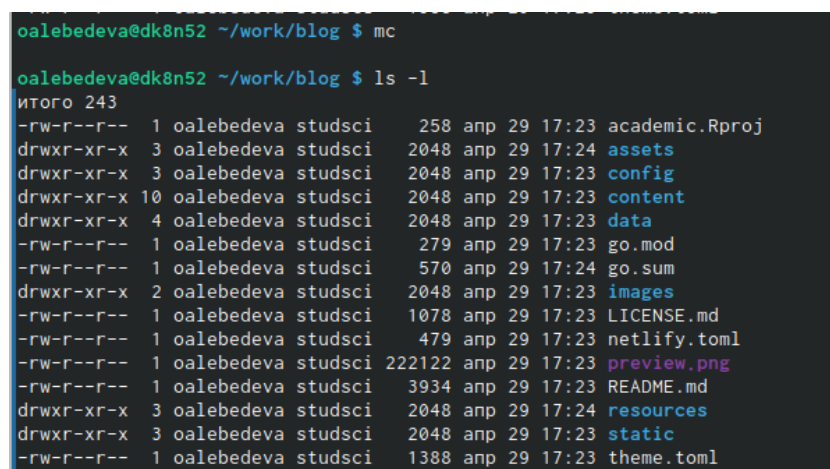 oalebedeva@dk8n52 ~/work/blog $ mc
oalebedeva@dk8n52 ~/work/blog $ ls -l
итого 243
-rw-r--r-- 1 oalebedeva studsci 258 апр 29 17:23 academic.Rproj
drwxr-xr-x 3 oalebedeva studsci 2048 апр 29 17:24 assets
drwxr-xr-x 3 oalebedeva studsci 2048 апр 29 17:23 config
drwxr-xr-x 10 oalebedeva studsci 2048 апр 29 17:23 content
drwxr-xr-x 4 oalebedeva studsci 2048 апр 29 17:23 data
-rw-r--r-- 1 oalebedeva studsci 279 апр 29 17:23 go.mod
-rw-r--r-- 1 oalebedeva studsci 570 апр 29 17:24 go.sum
drwxr-xr-x 2 oalebedeva studsci 2048 апр 29 17:23 images
-rw-r--r-- 1 oalebedeva studsci 1078 апр 29 17:23 LICENSE.md
-rw-r--r-- 1 oalebedeva studsci 479 апр 29 17:23 netlify.toml
-rw-r--r-- 1 oalebedeva studsci 222122 апр 29 17:23 preview.png
-rw-r--r-- 1 oalebedeva studsci 3934 апр 29 17:23 README.md
drwxr-xr-x 3 oalebedeva studsci 2048 апр 29 17:24 resources
drwxr-xr-x 3 oalebedeva studsci 2048 апр 29 17:23 static
-rw-r--r-- 1 oalebedeva studsci 1388 апр 29 17:23 theme.toml